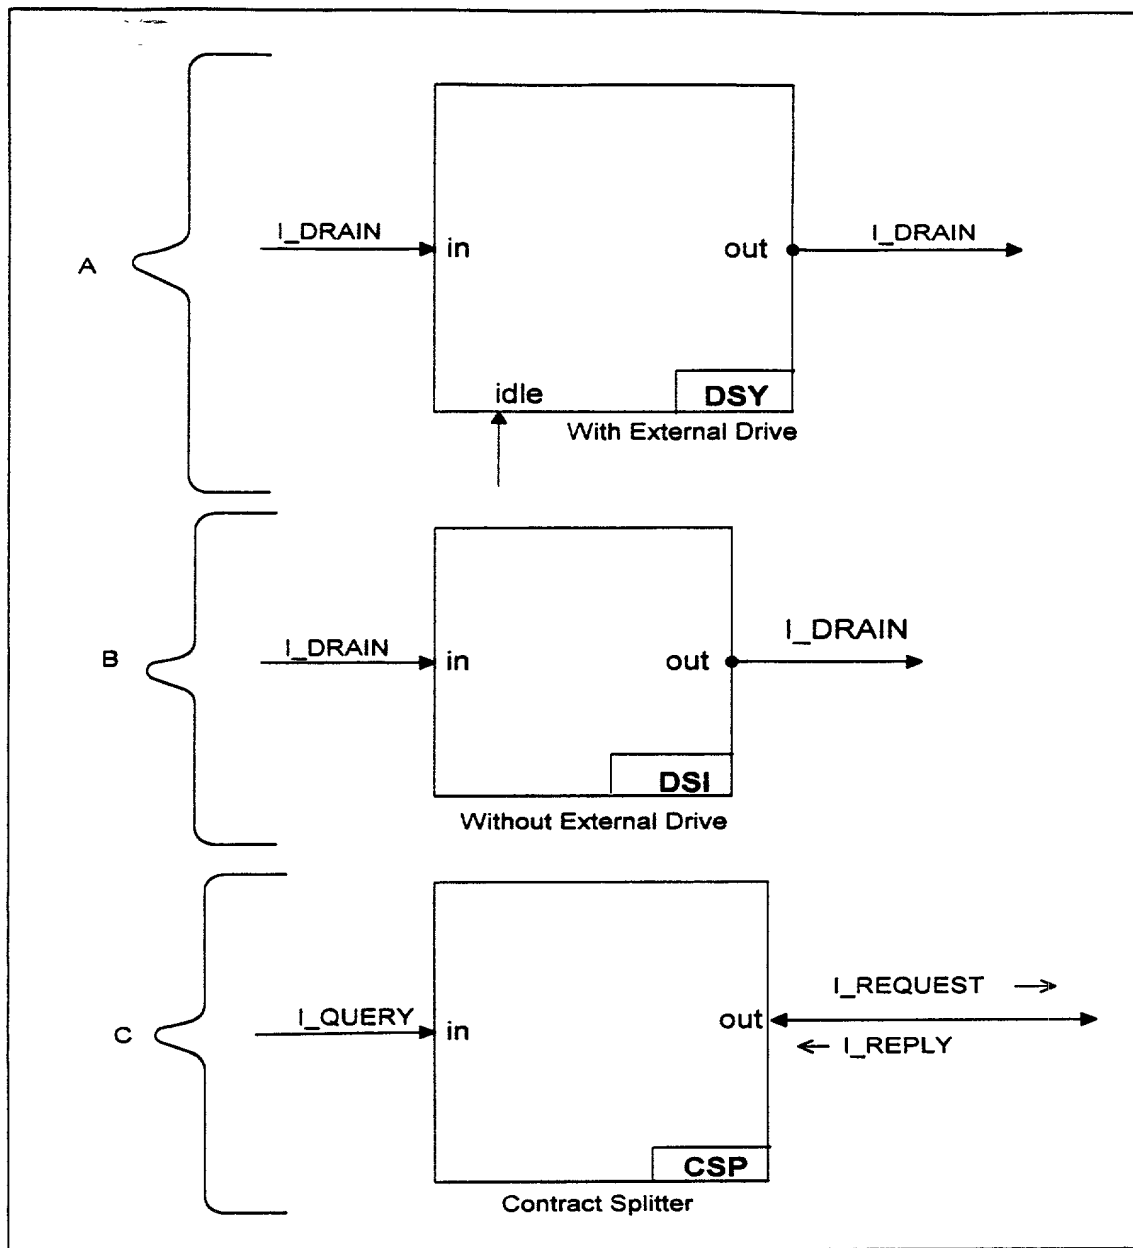 A
I_DRAIN
in
out
I_DRAIN
idle
DSY
With External Drive
B
I_DRAIN
in
out
I_DRAIN
DSI
Without External Drive
C
I_QUERY
in
out
I_REQUEST
I_REPLY
CSP
Contract Splitter